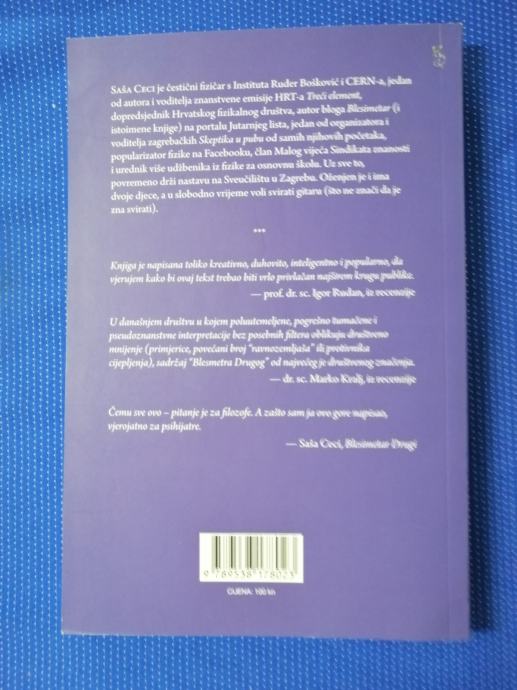 SAŠA CECI je čestični fizičar s Instituta Ruđer Bošković i CERN-a, jedan
od autora i voditelja znanstvene emisije HRT-a Treći element,
dopredsjednik Hrvatskog fizikalnog društva, autor bloga Blesimetar (i
istoimene knjige) na portalu Jutarnjeg lista, jedan od organizatora i
voditelja zagrebačkih Skeptika u pubu od samih njihovih početaka,
popularizator fizike na Facebooku, član Malog vijeća Sindikata znanosti
i urednik više udžbenika iz fizike za osnovnu školu. Uz sve to,
povremeno drži nastavu na Sveučilištu u Zagrebu. Oženjen je i ima
dvoje djece, a u slobodno vrijeme voli svirati gitaru (što ne znači da je
zna svirati).
***
Knjiga je napisana toliko kreativno, duhovito, inteligentno i popularno, da
vjerujem kako bi ovaj tekst trebao biti vrlo privlačan najširem krugu publike.
— prof. dr. sc. Igor Rudan, iz recenzije
U današnjem društvu u kojem poluutemeljene, pogrešno tumačene i
pseudoznanstvene interpretacije bez posebnih filtera oblikuju društveno
mnijenje (primjerice, povećani broj "ravnozemljaša" ili protivnika
cijepljenja), sadržaj "Blesmetra Drugog" od najvećeg je društvenog značenja.
— dr. sc. Marko Kralj, iz recenzije
Čemu sve ovo – pitanje je za filozofe. A zašto sam ja ovo gore napisao,
vjerojatno za psihijatre.
— Saša Ceci, Blesimetar Drugi
9 789538 178023
CIJENA: 100 kn